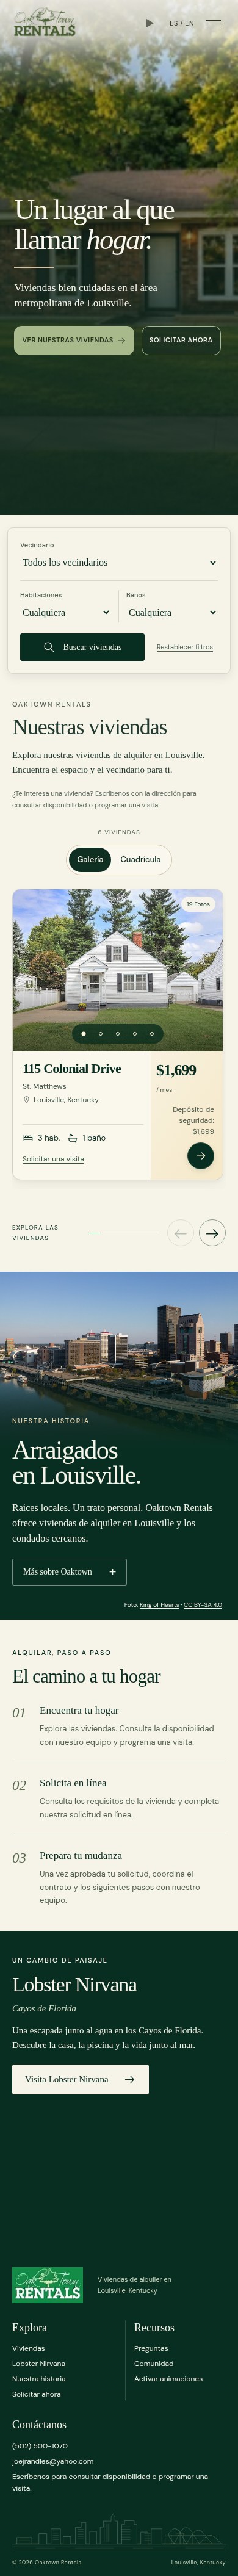 Oak Town
RENTALS
ES / EN
Un lugar al que
llamar hogar.
Viviendas bien cuidadas en el área
metropolitana de Louisville.
VER NUESTRAS VIVIENDAS →
SOLICITAR AHORA
Vecindario
Todos los vecindarios
Habitaciones
Baños
Cualquiera
Cualquiera
Buscar viviendas
Restablecer filtros
OAKTOWN RENTALS
Nuestras viviendas
Explora nuestras viviendas de alquiler en Louisville.
Encuentra el espacio y el vecindario para ti.
¿Te interesa una vivienda? Escríbenos con la dirección para
consultar disponibilidad o programar una visita.
6 VIVIENDAS
Galería
Cuadrícula
19 Fotos
115 Colonial Drive
St. Matthews
Louisville, Kentucky
3 hab.
1 baño
Solicitar una visita
$1,699
/ mes
Depósito de
seguridad:
$1,699
→
EXPLORA LAS
VIVIENDAS
← →
NUESTRA HISTORIA
Arraigados
en Louisville.
Raíces locales. Un trato personal. Oaktown Rentals
ofrece viviendas de alquiler en Louisville y los
condados cercanos.
Más sobre Oaktown +
Foto: King of Hearts · CC BY-SA 4.0
ALQUILAR, PASO A PASO
El camino a tu hogar
01
Encuentra tu hogar
Explora las viviendas. Consulta la disponibilidad
con nuestro equipo y programa una visita.
02
Solicita en línea
Consulta los requisitos de la vivienda y completa
nuestra solicitud en línea.
03
Prepara tu mudanza
Una vez aprobada tu solicitud, coordina el
contrato y los siguientes pasos con nuestro
equipo.
UN CAMBIO DE PAISAJE
Lobster Nirvana
Cayos de Florida
Una escapada junto al agua en los Cayos de Florida.
Descubre la casa, la piscina y la vida junto al mar.
Visita Lobster Nirvana →
Oak Town
RENTALS
Viviendas de alquiler en
Louisville, Kentucky
Explora
Viviendas
Lobster Nirvana
Nuestra historia
Solicitar ahora
Recursos
Preguntas
Comunidad
Activar animaciones
Contáctanos
(502) 500-1070
joejrandles@yahoo.com
Escríbenos para consultar disponibilidad o programar una
visita.
© 2026 Oaktown Rentals
Louisville, Kentucky